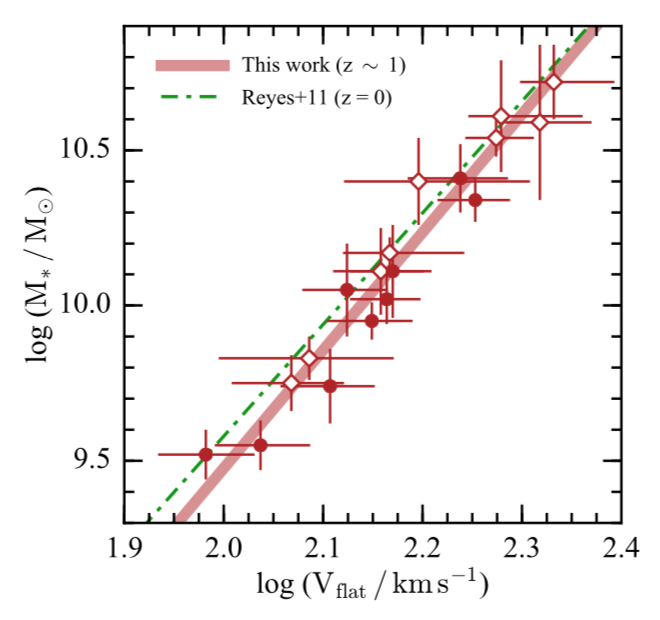 This work (z ∼ 1)
Reyes+11 (z = 0)
log (M∗ / M⊙)
10.5
10.0
9.5
1.9 2.0 2.1 2.2 2.3 2.4
log (Vflat / km s−1)